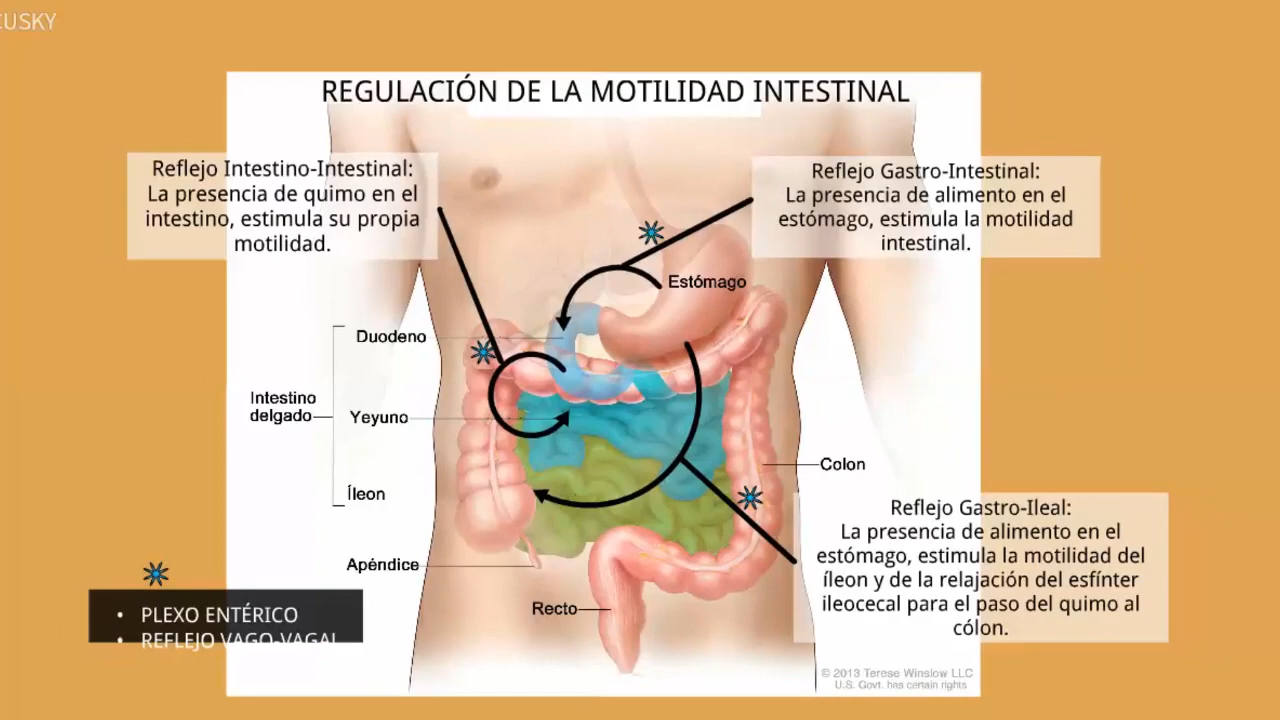 CUSKY
REGULACIÓN DE LA MOTILIDAD INTESTINAL
Reflejo Intestino-Intestinal:
La presencia de quimo en el
intestino, estimula su propia
motilidad.
Reflejo Gastro-Intestinal:
La presencia de alimento en el
estómago, estimula la motilidad
intestinal.
Estómago
Duodeno
Intestino
delgado
Yeyuno
Íleon
Colon
Apéndice
Recto
Reflejo Gastro-Ileal:
La presencia de alimento en el
estómago, estimula la motilidad del
íleon y de la relajación del esfínter
ileocecal para el paso del quimo al
cólon.
• PLEXO ENTÉRICO
• REFLEJO VAGO-VAGAL
© 2013 Terese Winslow LLC
U.S. Govt. has certain rights